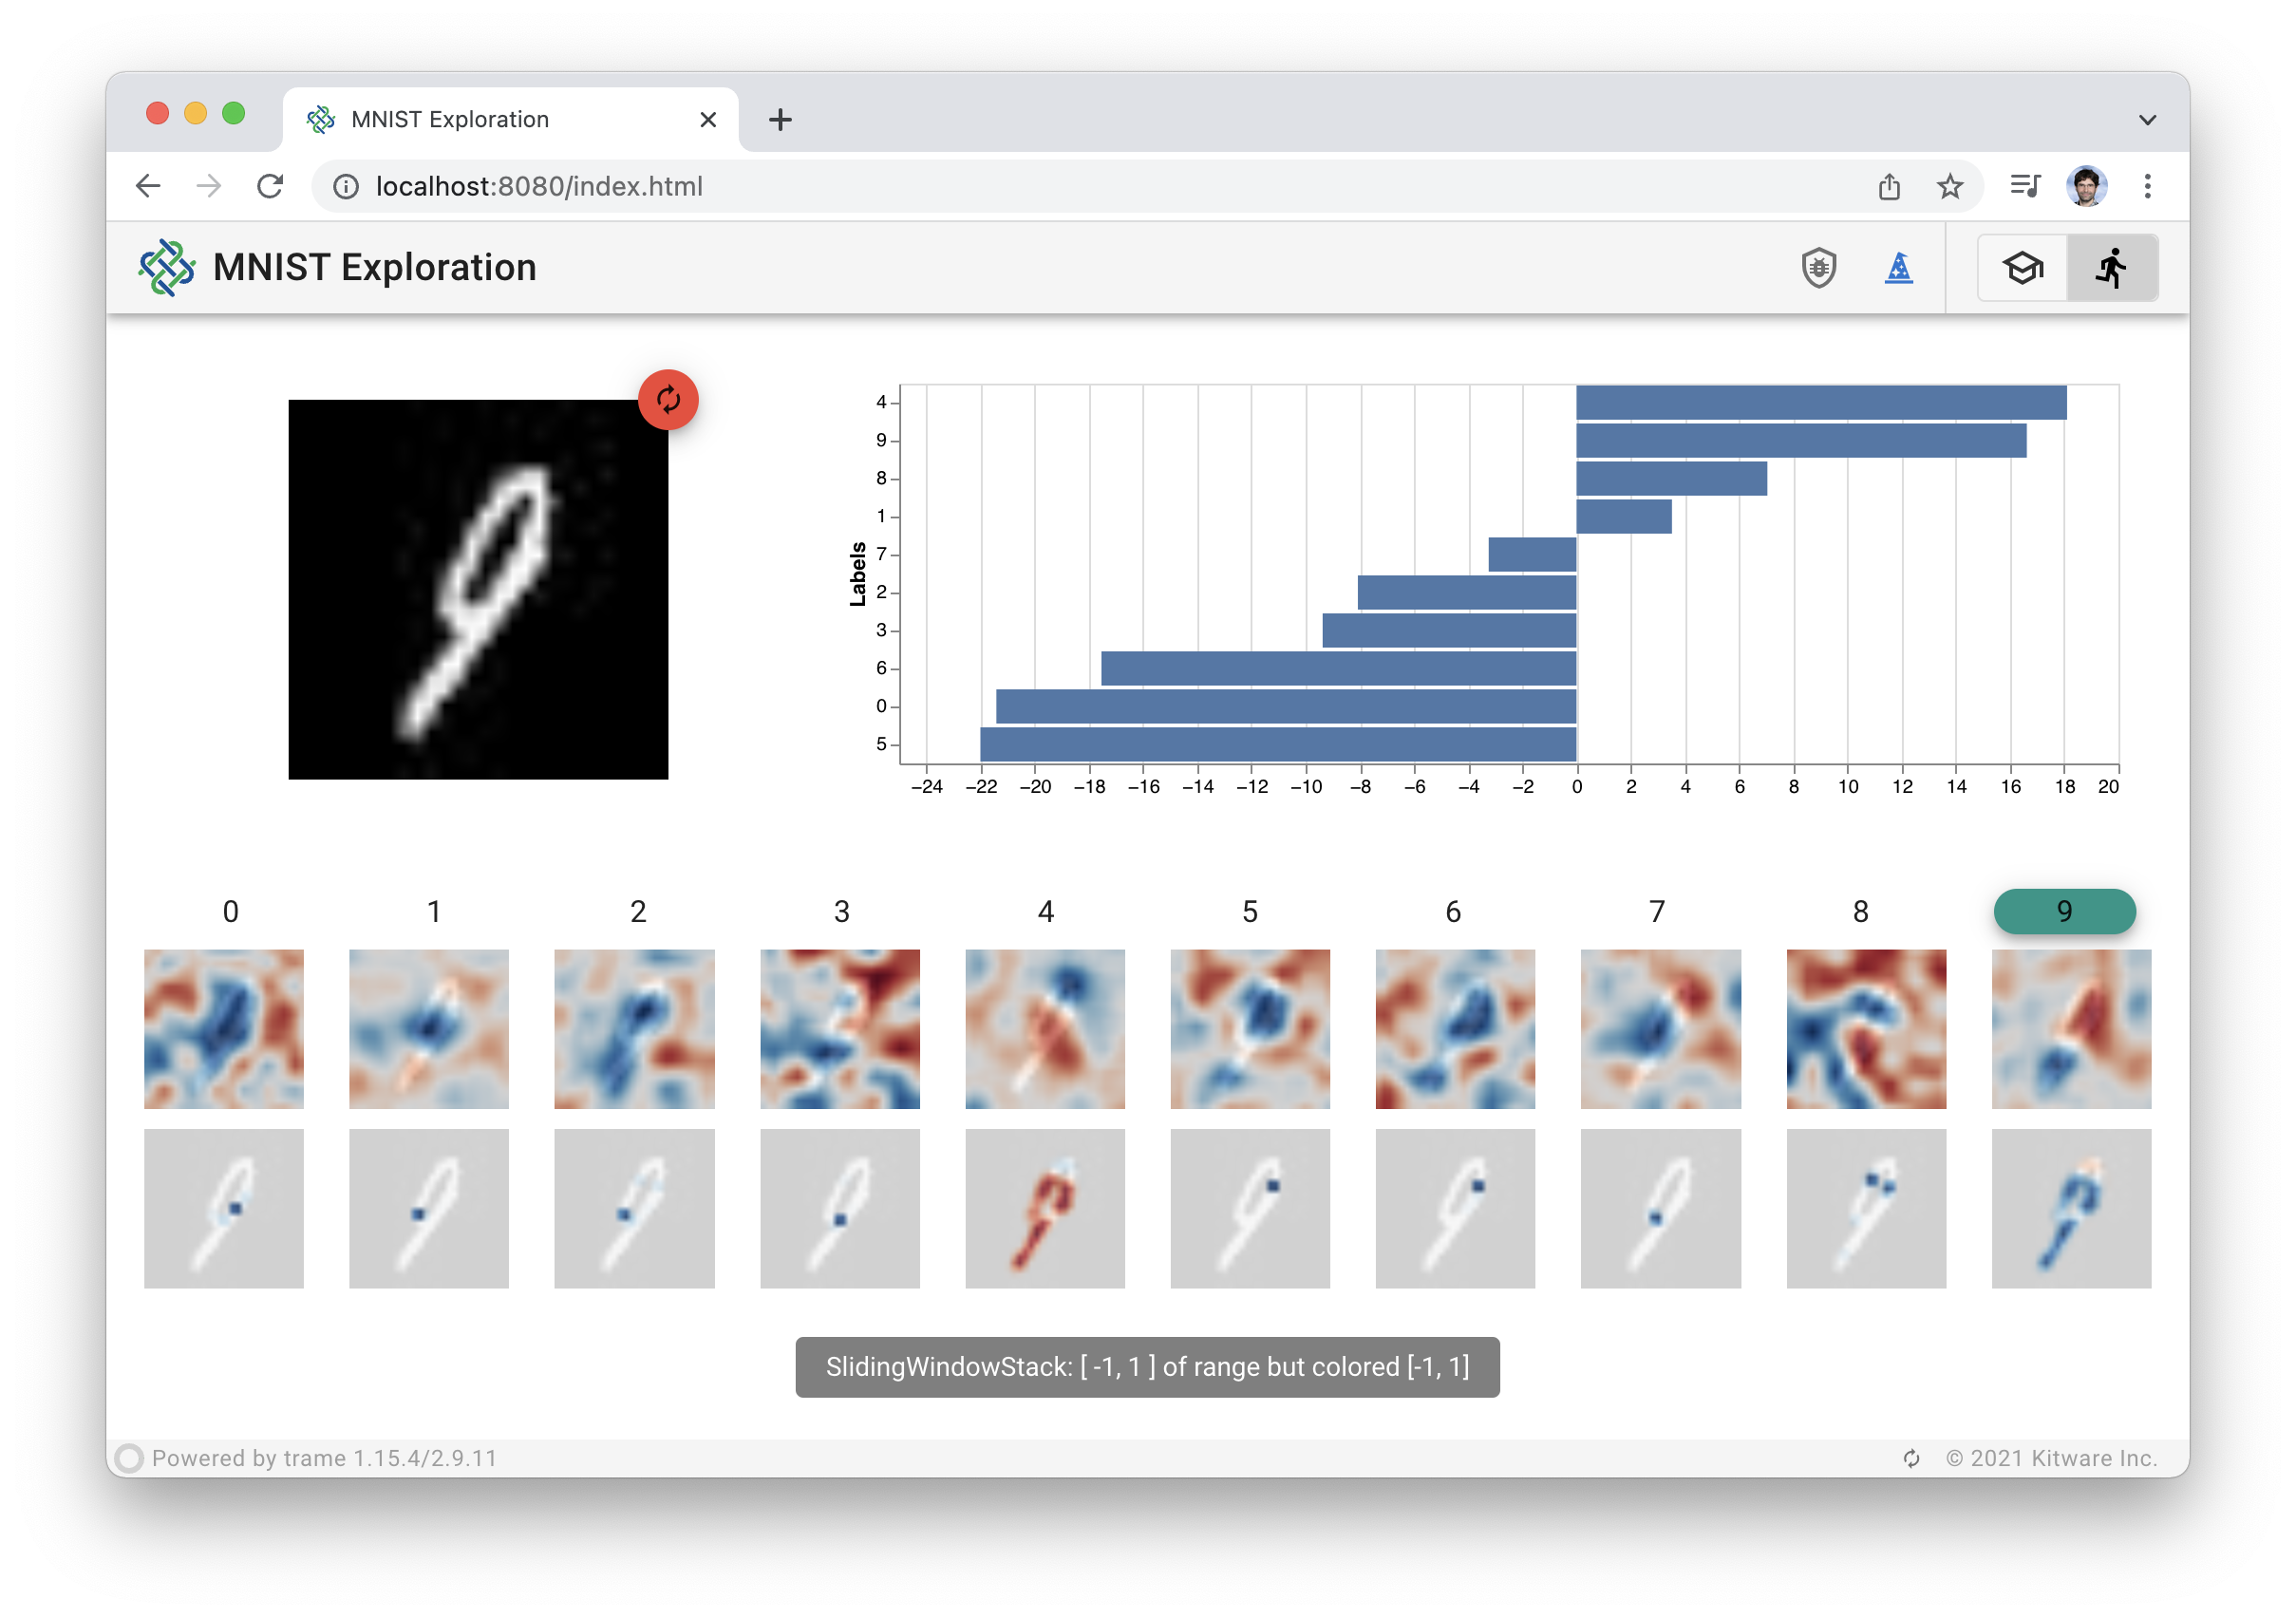 MNIST Exploration
localhost:8080/index.html
MNIST Exploration
Labels
4
9
8
1
7
2
3
6
0
5
−24 −22 −20 −18 −16 −14 −12 −10 −8 −6 −4 −2 0 2 4 6 8 10 12 14 16 18 20
0 1 2 3 4 5 6 7 8 9
SlidingWindowStack: [ -1, 1 ] of range but colored [-1, 1]
Powered by trame 1.15.4/2.9.11 © 2021 Kitware Inc.